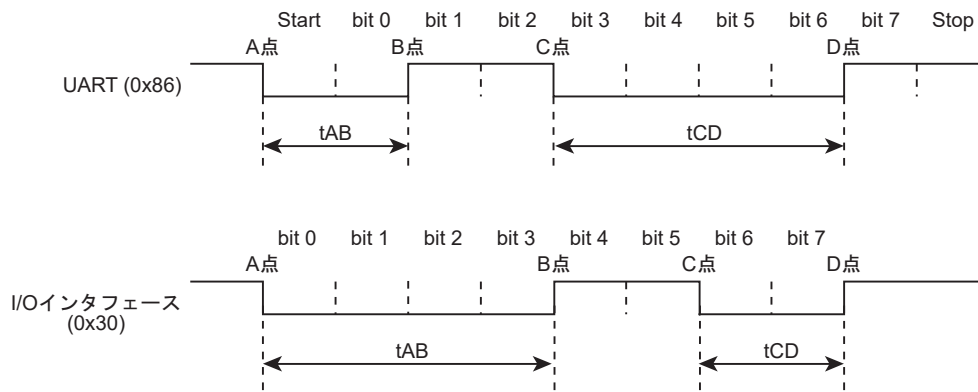 Start bit 0 bit 1 bit 2 bit 3 bit 4 bit 5 bit 6 bit 7 Stop
A点 B点 C点 D点
UART (0x86)
tAB tCD
bit 0 bit 1 bit 2 bit 3 bit 4 bit 5 bit 6 bit 7
A点 B点 C点 D点
I/Oインタフェース
(0x30)
tAB tCD